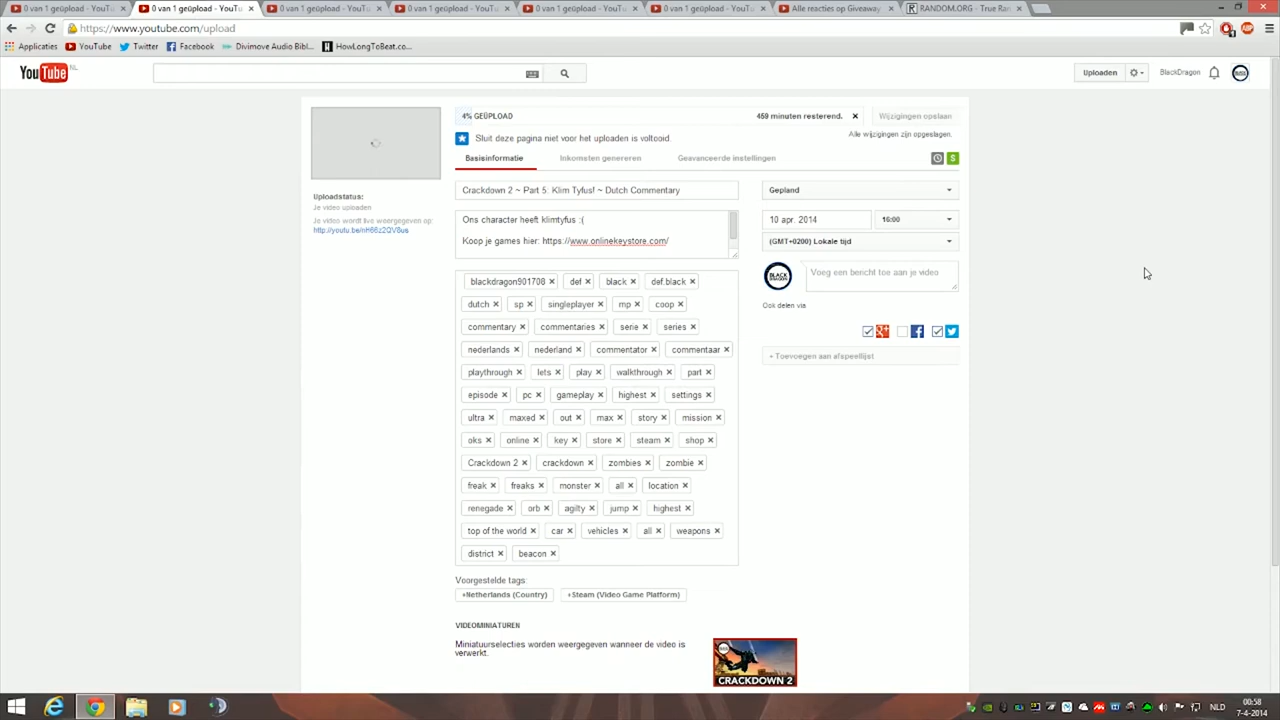 0 van 1 geüpload - YouTu
0 van 1 geüpload - YouTu
0 van 1 geüpload - YouTu
0 van 1 geüpload - YouTu
0 van 1 geüpload - YouTu
0 van 1 geüpload - YouTu
Alle reacties op Giveaway
RANDOM.ORG - True Ran
https://www.youtube.com/upload
Applicaties
YouTube
Twitter
Facebook
Divimove Audio Bibl...
HowLongToBeat.co...
YouTube NL
Uploaden
BlackDragon
4% GEÜPLOAD
459 minuten resterend.
Wijzigingen opslaan
Sluit deze pagina niet voor het uploaden is voltooid.
Alle wijzigingen zijn opgeslagen.
Basisinformatie
Inkomsten genereren
Geavanceerde instellingen
Uploadstatus:
Je video uploaden
Je video wordt live weergegeven op:
Crackdown 2 ~ Part 5: Klim Tyfus! ~ Dutch Commentary
Ons character heeft klimtyfus :(
Koop je games hier: https://www.onlinekeystore.com/
Gepland
10 apr. 2014
16:00
(GMT+0200) Lokale tijd
BLACK DRAGON
Voeg een bericht toe aan je video
Ook delen via
+ Toevoegen aan afspeellijst
blackdragon901708 def black def.black
dutch sp singleplayer mp coop
commentary commentaries serie series
nederlands nederland commentator commentaar
playthrough lets play walkthrough part
episode pc gameplay highest settings
ultra maxed out max story mission
oks online key store steam shop
Crackdown 2 crackdown zombies zombie
freak freaks monster all location
renegade orb agilty jump highest
top of the world car vehicles all weapons
district beacon
Voorgestelde tags:
+Netherlands (Country)
+Steam (Video Game Platform)
VIDEOMINIATUREN
Miniatuurselecties worden weergegeven wanneer de video is
verwerkt.
CRACKDOWN 2
NLD
00:58
7-4-2014